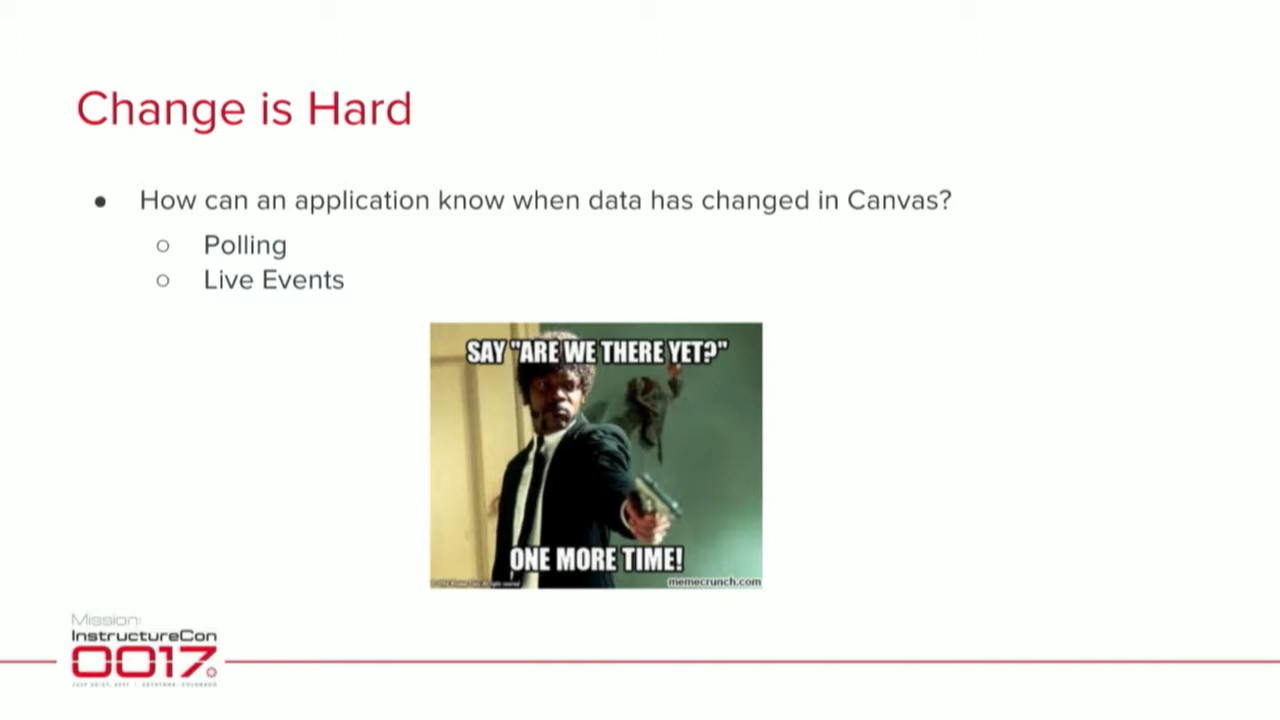 Change is Hard
● How can an application know when data has changed in Canvas?
○ Polling
○ Live Events
SAY "ARE WE THERE YET?"
ONE MORE TIME!
memecrunch.com
Mission:
InstructureCon
0017